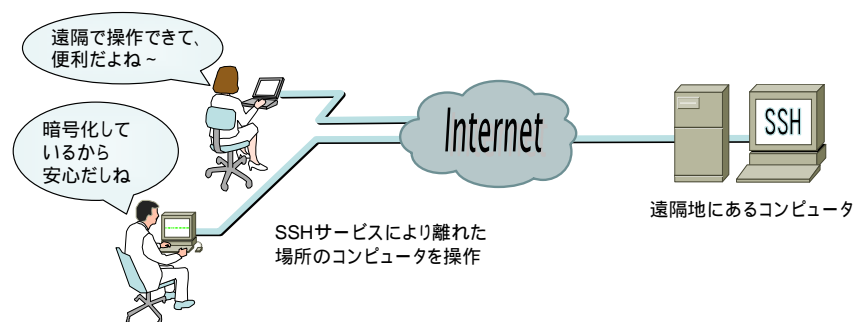 遠隔で操作できて、
便利だよね~
暗号化して
いるから
安心だしね
Internet
SSH
遠隔地にあるコンピュータ
SSHサービスにより離れた
場所のコンピュータを操作